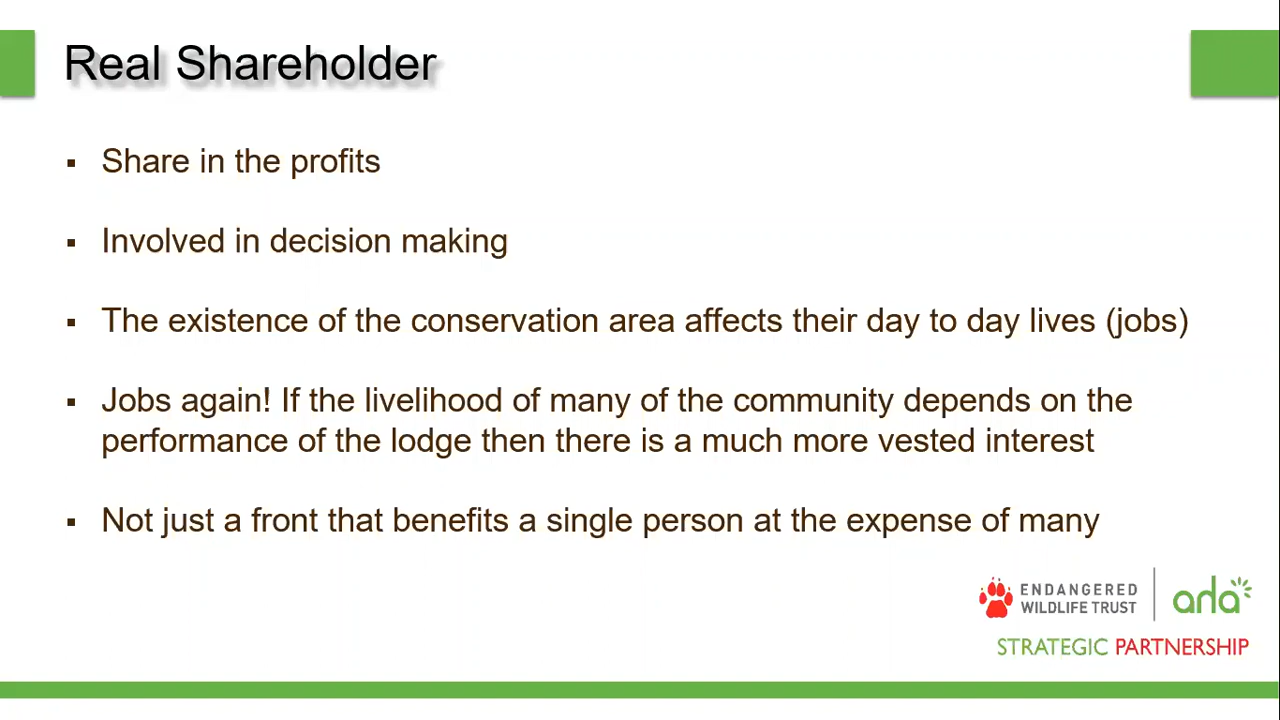 Real Shareholder
▪ Share in the profits
▪ Involved in decision making
▪ The existence of the conservation area affects their day to day lives (jobs)
▪ Jobs again! If the livelihood of many of the community depends on the
performance of the lodge then there is a much more vested interest
▪ Not just a front that benefits a single person at the expense of many
ENDANGERED
WILDLIFE TRUST
arla
STRATEGIC PARTNERSHIP